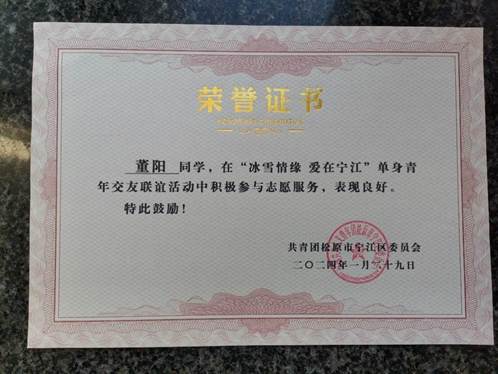 荣誉证书
董阳 同学，在“冰雪情缘 爱在宁江”单身青
年交友联谊活动中积极参与志愿服务，表现良好。
特此鼓励！
共青团松原市宁江区委员会
二〇二四年一月二十九日